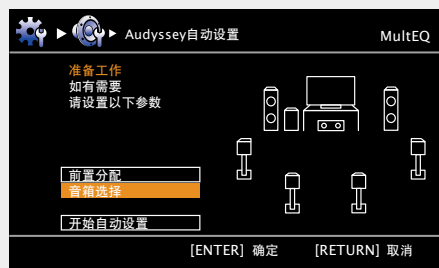 Audyssey自动设置 MultEQ
准备工作
如有需要
请设置以下参数
前置分配
音箱选择
开始自动设置
[ENTER] 确定 [RETURN] 取消